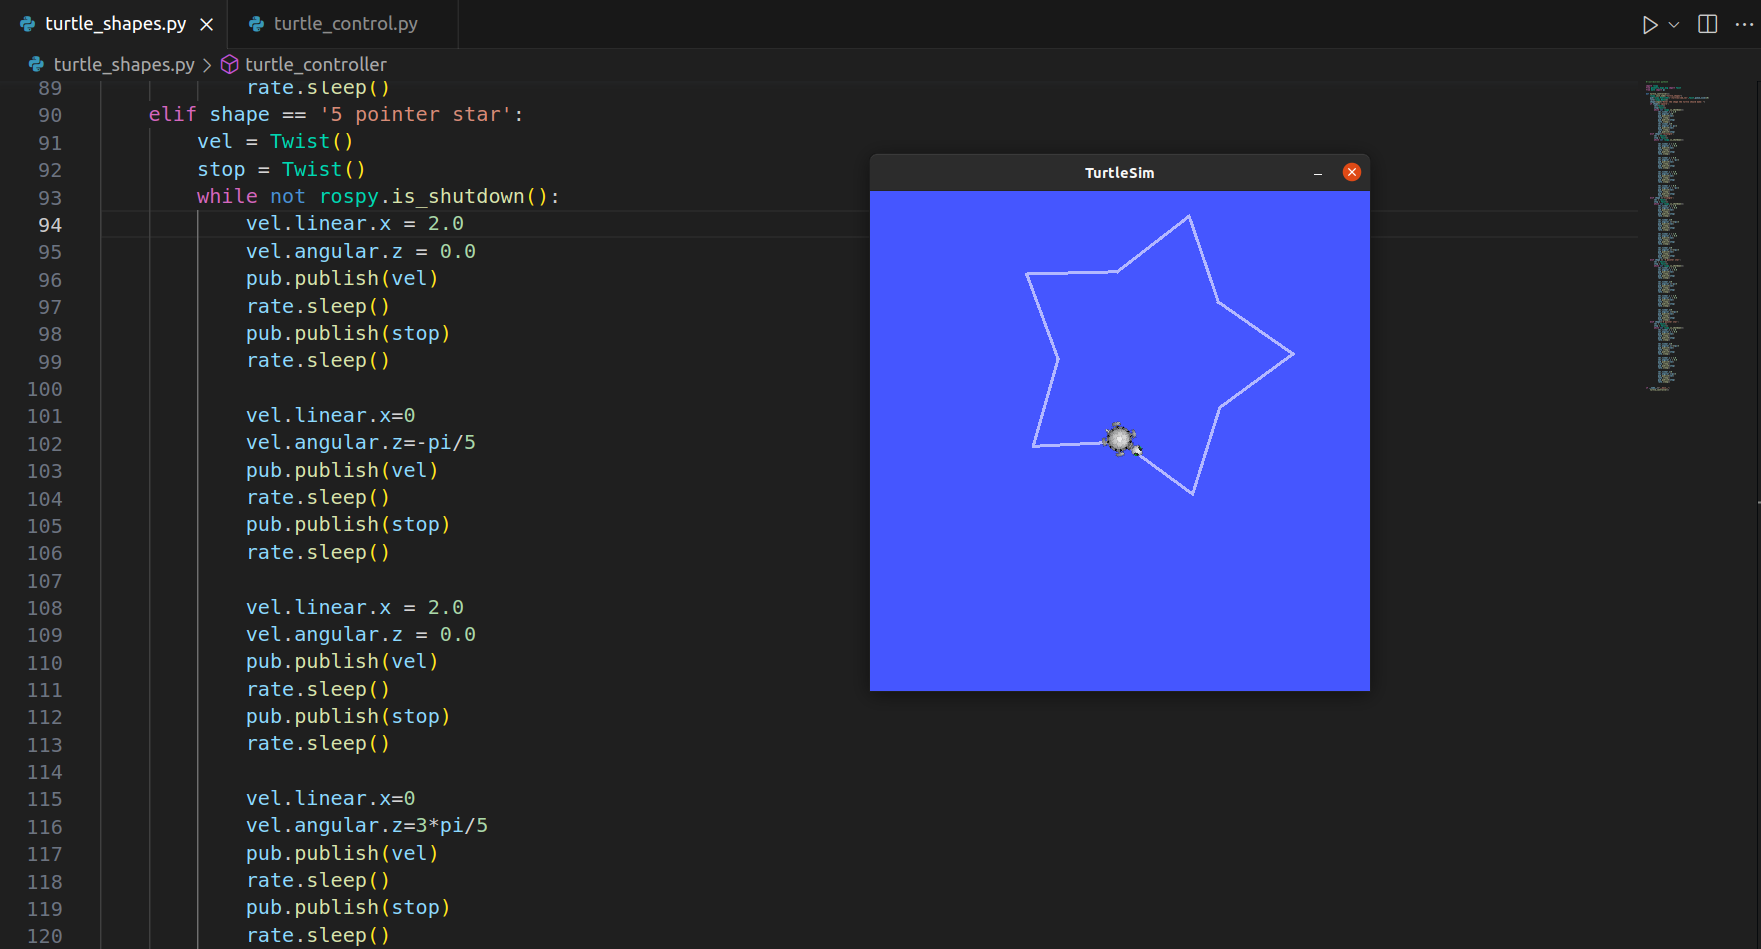 turtle_shapes.py
turtle_control.py
turtle_shapes.py > turtle_controller
89 rate.sleep()
90 elif shape == '5 pointer star':
91 vel = Twist()
92 stop = Twist()
93 while not rospy.is_shutdown():
94 vel.linear.x = 2.0
95 vel.angular.z = 0.0
96 pub.publish(vel)
97 rate.sleep()
98 pub.publish(stop)
99 rate.sleep()
100
101 vel.linear.x=0
102 vel.angular.z=-pi/5
103 pub.publish(vel)
104 rate.sleep()
105 pub.publish(stop)
106 rate.sleep()
107
108 vel.linear.x = 2.0
109 vel.angular.z = 0.0
110 pub.publish(vel)
111 rate.sleep()
112 pub.publish(stop)
113 rate.sleep()
114
115 vel.linear.x=0
116 vel.angular.z=3*pi/5
117 pub.publish(vel)
118 rate.sleep()
119 pub.publish(stop)
120 rate.sleep()
TurtleSim